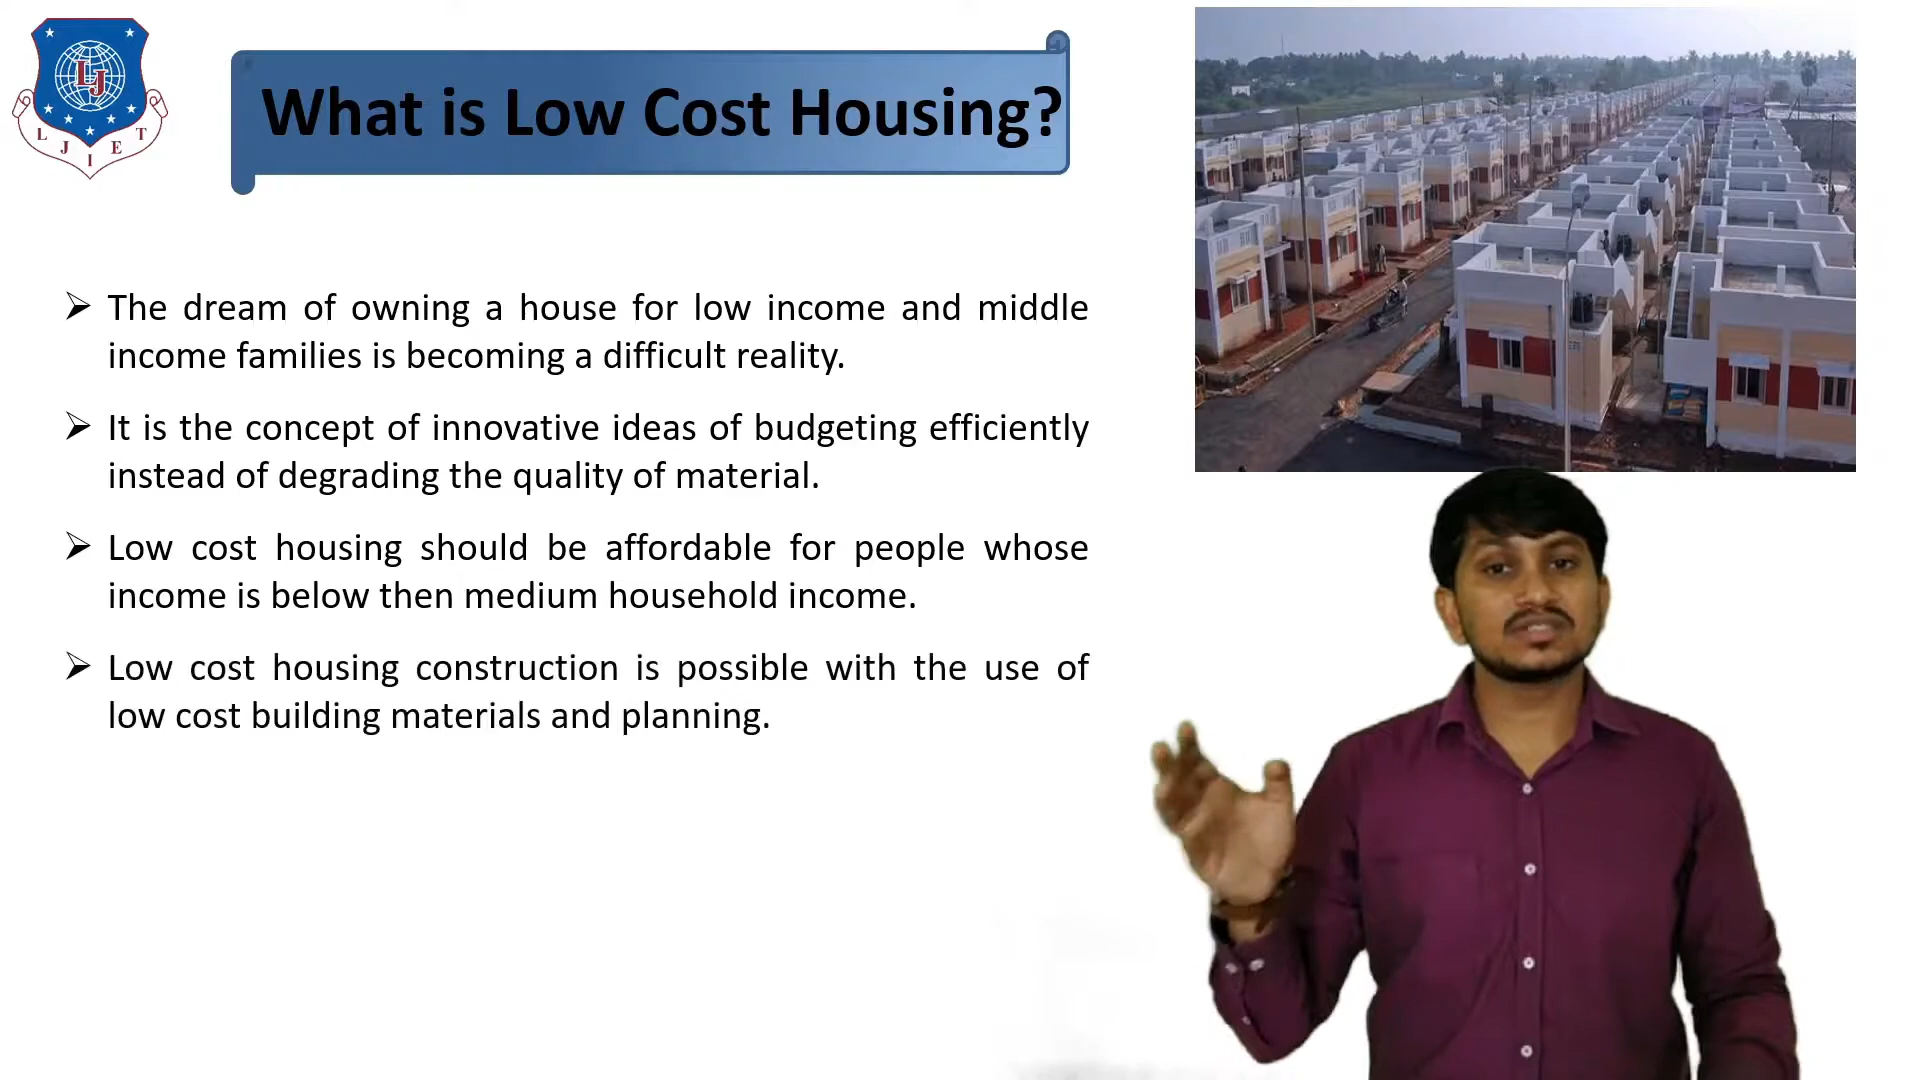 LJ
L J I E T
What is Low Cost Housing?
➢ The dream of owning a house for low income and middle
income families is becoming a difficult reality.
➢ It is the concept of innovative ideas of budgeting efficiently
instead of degrading the quality of material.
➢ Low cost housing should be affordable for people whose
income is below then medium household income.
➢ Low cost housing construction is possible with the use of
low cost building materials and planning.